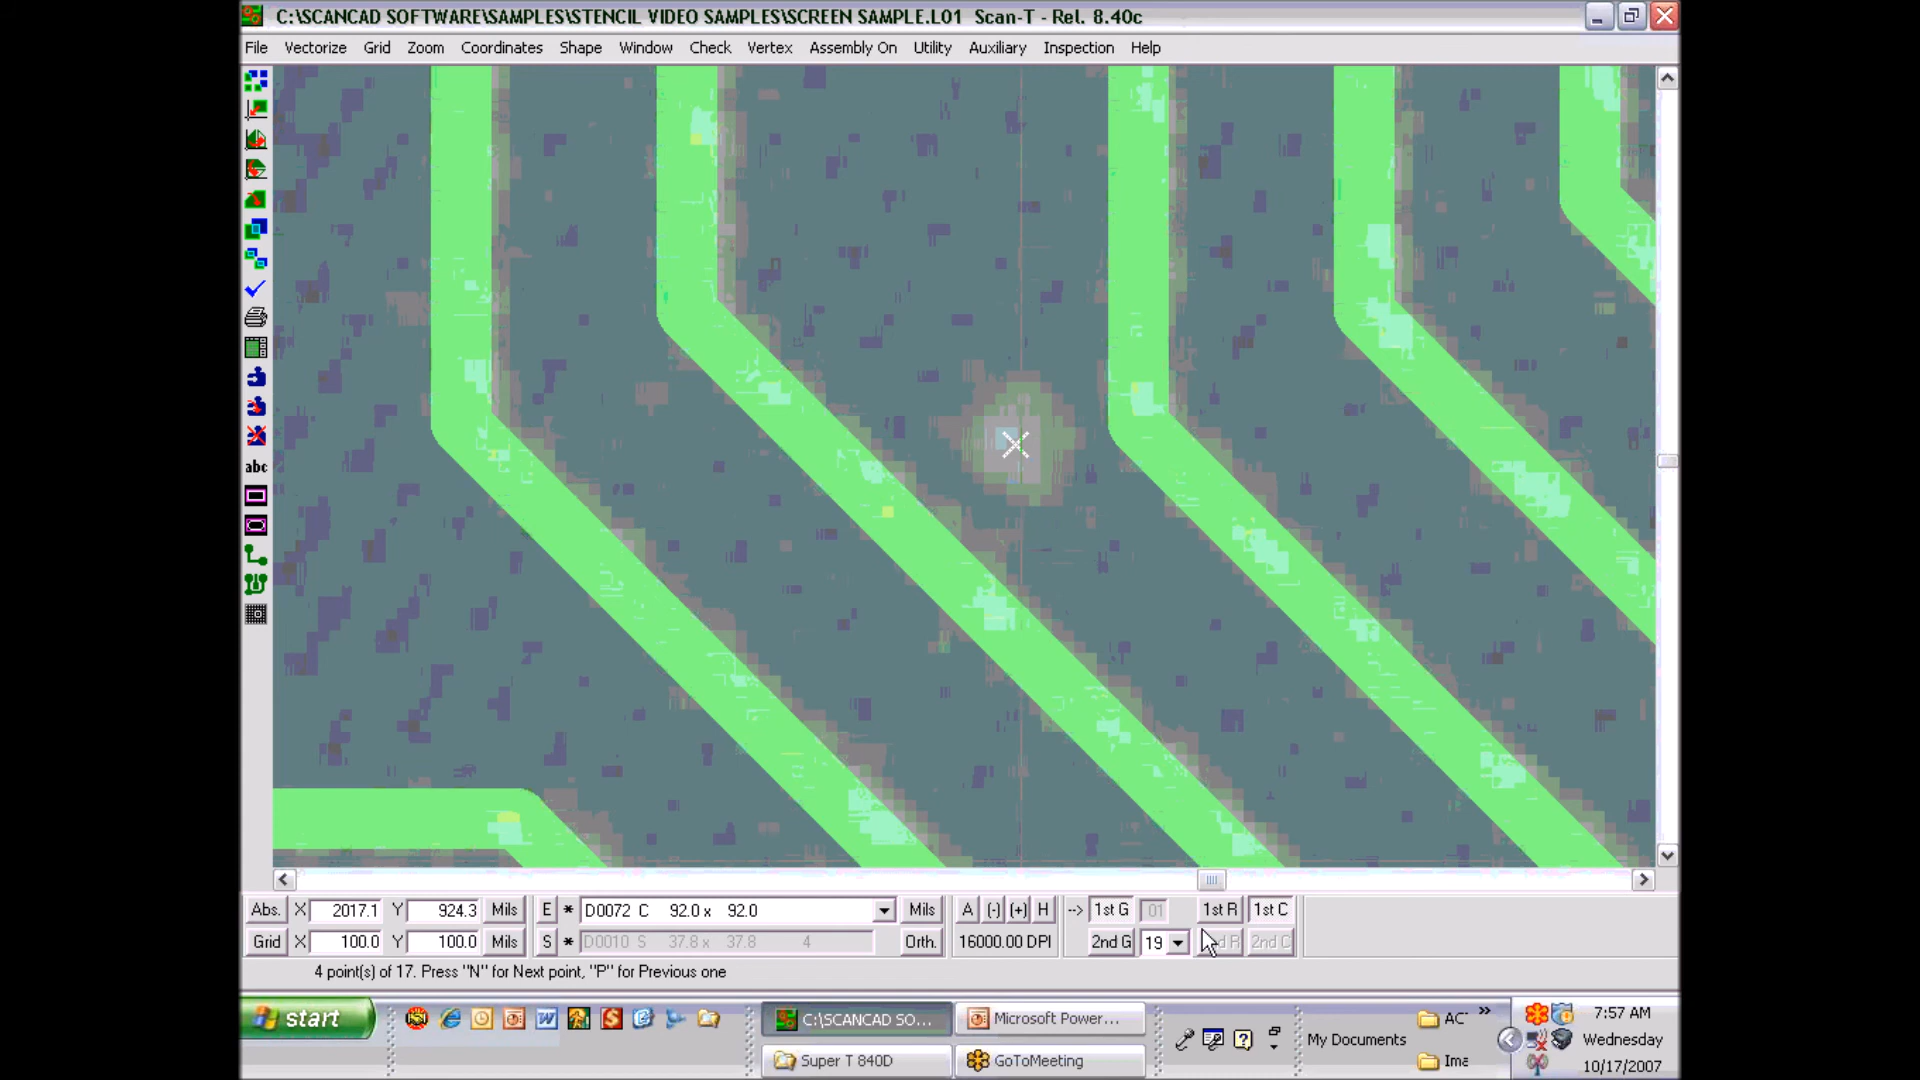 C:\SCANCAD SOFTWARE\SAMPLES\STENCIL VIDEO SAMPLES\SCREEN SAMPLE.L01 Scan-T - Rel. 8.40c
File Vectorize Grid Zoom Coordinates Shape Window Check Vertex Assembly On Utility Auxiliary Inspection Help
abc
Abs. X 2017.1 Y 924.3 Mils E * D0072 C 92.0 x 92.0 Mils A (-) (+) H --> 1st G 01 1st R 1st C
Grid X 100.0 Y 100.0 Mils S * D0010 S 37.8 x 37.8 4 Orth. 16000.00 DPI 2nd G 19 2nd C
4 point(s) of 17. Press "N" for Next point, "P" for Previous one
start
C:\SCANCAD SO...
Microsoft Power...
Super T 840D
GoToMeeting
My Documents
AC
Ima
7:57 AM
Wednesday
10/17/2007